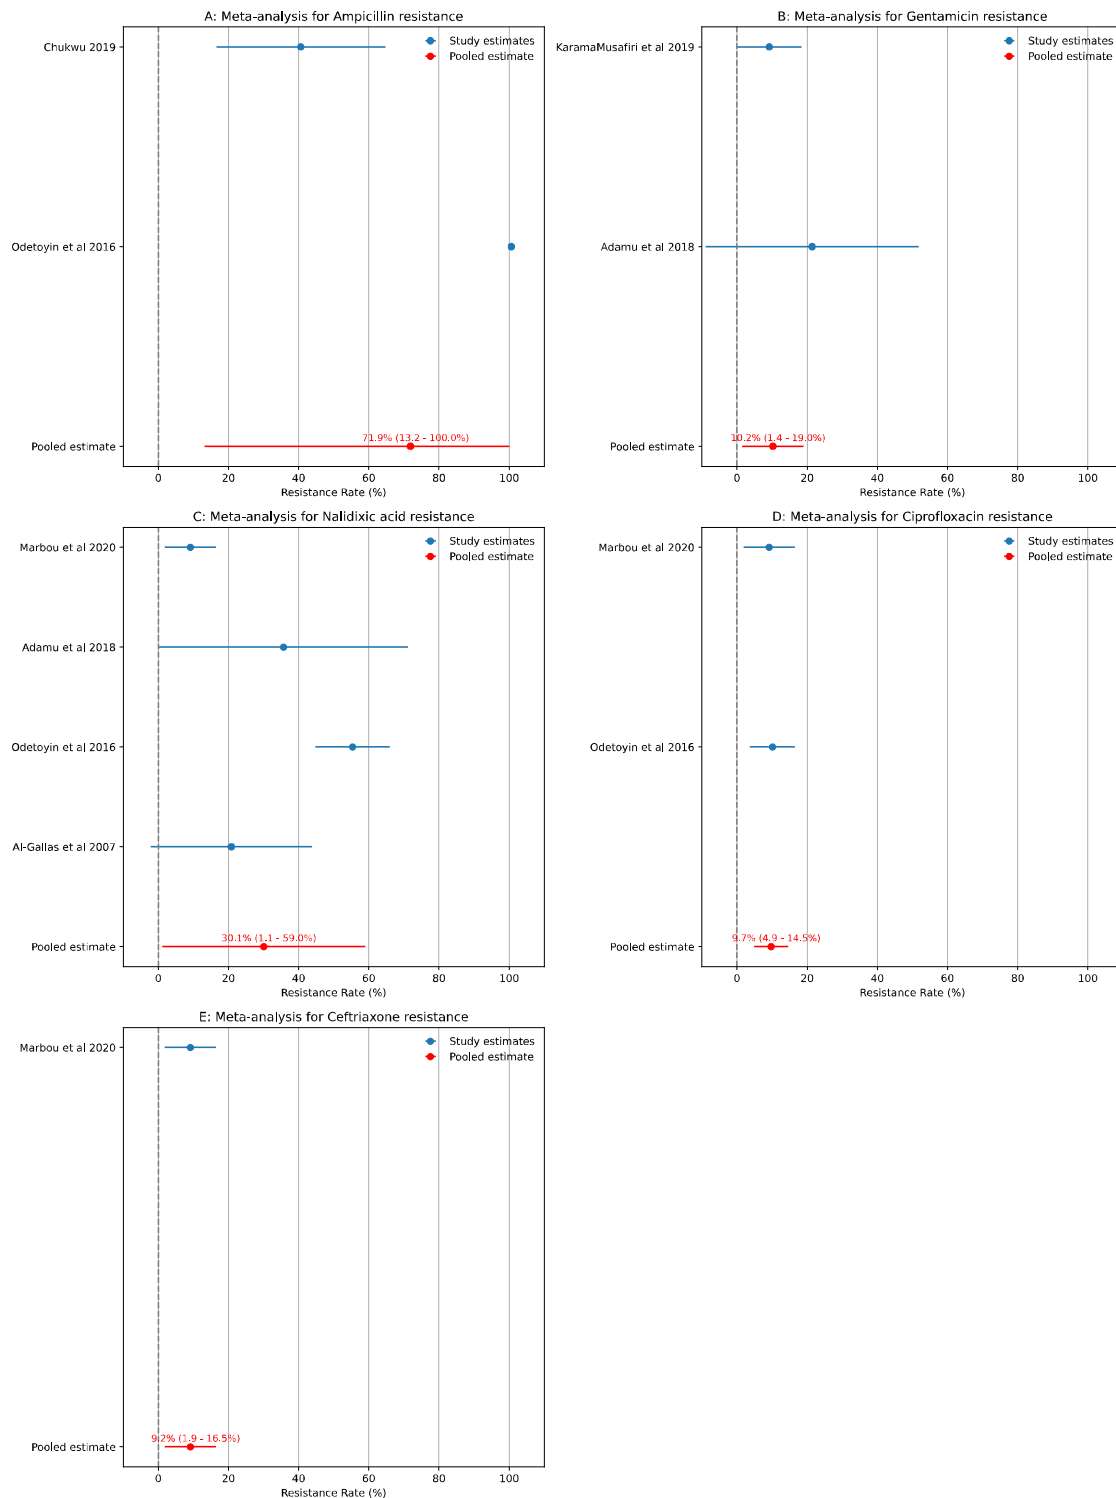 A: Meta-analysis for Ampicillin resistance
Study estimates
Pooled estimate
Chukwu 2019
Odetoyin et al 2016
Pooled estimate
71.9% (13.2 - 100.0%)
0 20 40 60 80 100
Resistance Rate (%)
B: Meta-analysis for Gentamicin resistance
Study estimates
Pooled estimate
KaramaMusafiri et al 2019
Adamu et al 2018
Pooled estimate
10.2% (1.4 - 19.0%)
0 20 40 60 80 100
Resistance Rate (%)
C: Meta-analysis for Nalidixic acid resistance
Study estimates
Pooled estimate
Marbou et al 2020
Adamu et al 2018
Odetoyin et al 2016
Al-Gallas et al 2007
Pooled estimate
30.1% (1.1 - 59.0%)
0 20 40 60 80 100
Resistance Rate (%)
D: Meta-analysis for Ciprofloxacin resistance
Study estimates
Pooled estimate
Marbou et al 2020
Odetoyin et al 2016
Pooled estimate
9.7% (4.9 - 14.5%)
0 20 40 60 80 100
Resistance Rate (%)
E: Meta-analysis for Ceftriaxone resistance
Study estimates
Pooled estimate
Marbou et al 2020
Pooled estimate
9.2% (1.9 - 16.5%)
0 20 40 60 80 100
Resistance Rate (%)